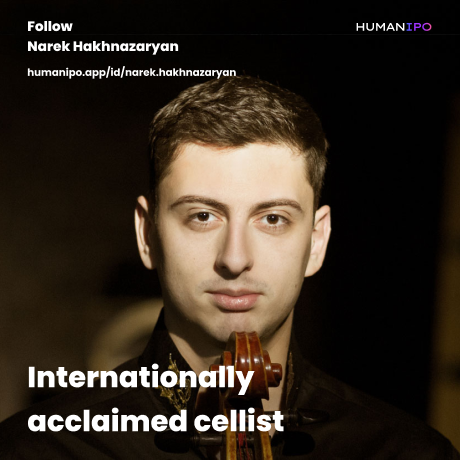 Follow
Narek Hakhnazaryan
HUMANIPO
humanipo.app/id/narek.hakhnazaryan
Internationally
acclaimed cellist